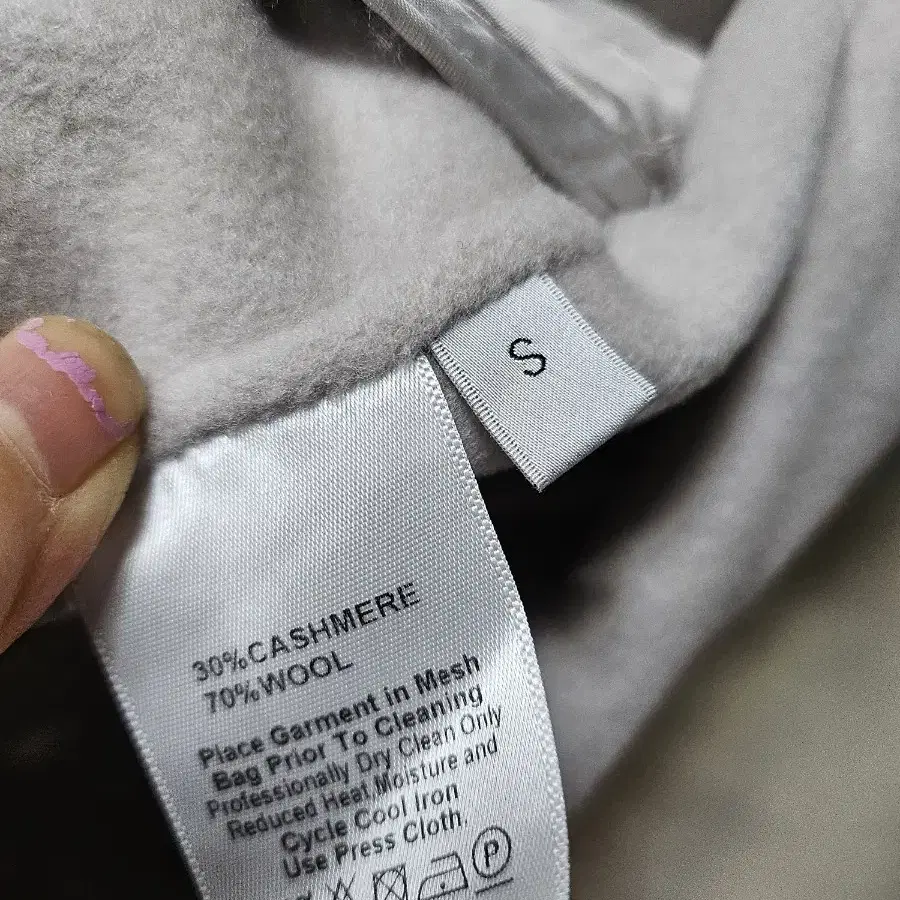 S
30%CASHMERE
70%WOOL
Place Garment in Mesh
Bag Prior To Cleaning
Professionally Dry Clean Only
Reduced Heat,Moisture and
Cycle Cool Iron
Use Press Cloth.
P